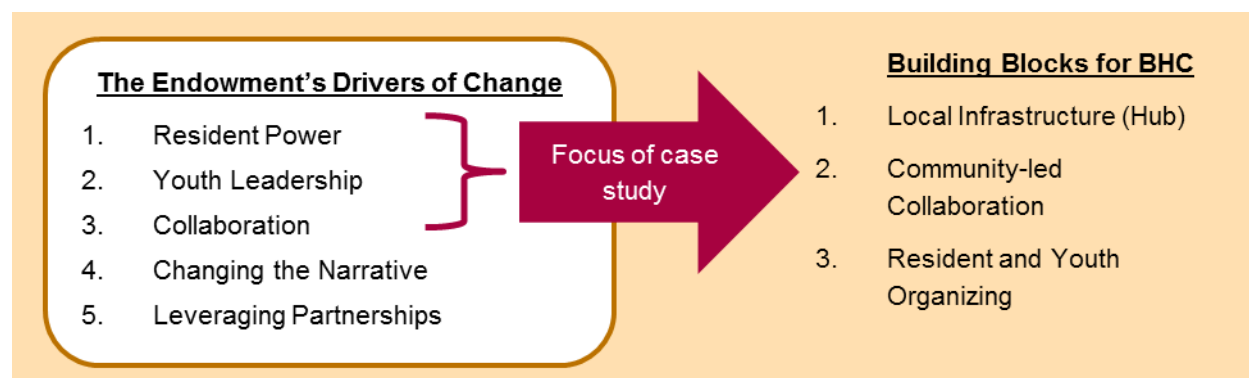 The Endowment's Drivers of Change
1. Resident Power
2. Youth Leadership
3. Collaboration
4. Changing the Narrative
5. Leveraging Partnerships
Focus of case
study
Building Blocks for BHC
1. Local Infrastructure (Hub)
2. Community-led
Collaboration
3. Resident and Youth
Organizing